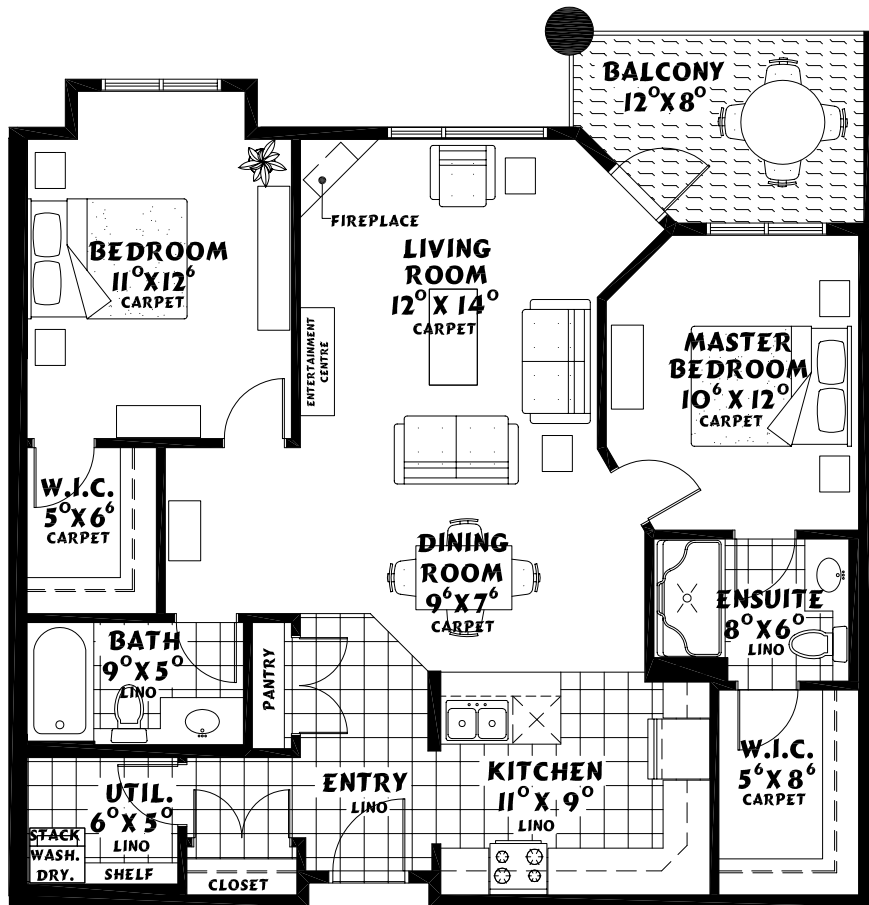 BALCONY
12⁰X8⁰
FIREPLACE
BEDROOM
11⁰X12⁶
CARPET
LIVING
ROOM
12⁰ X 14⁰
CARPET
ENTERTAINMENT
CENTRE
MASTER
BEDROOM
10⁶ X 12⁰
CARPET
W.I.C.
5⁰X6⁶
CARPET
DINING
ROOM
9⁶X7⁶
CARPET
ENSUITE
8⁰X6⁰
LINO
BATH
9⁰X5⁰
LINO
PANTRY
W.I.C.
5⁶X8⁶
CARPET
ENTRY
LINO
KITCHEN
11⁰ X 9⁰
LINO
UTIL.
6⁰X5⁰
LINO
STACK
WASH.
DRY.
SHELF
CLOSET